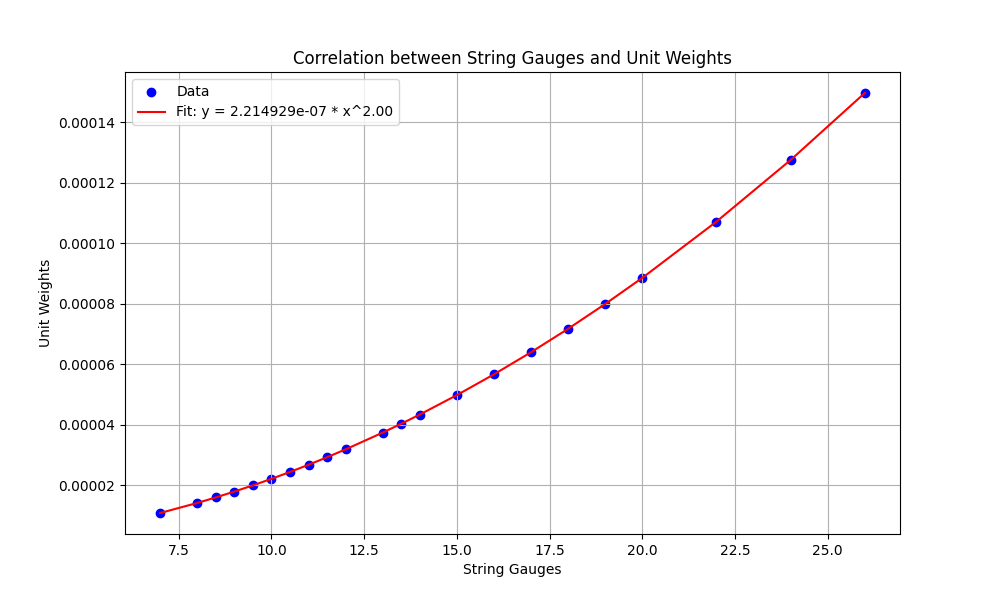 Correlation between String Gauges and Unit Weights
Data
Fit: y = 2.214929e-07 * x^2.00
0.00014
0.00012
0.00010
0.00008
0.00006
0.00004
0.00002
Unit Weights
7.5 10.0 12.5 15.0 17.5 20.0 22.5 25.0
String Gauges